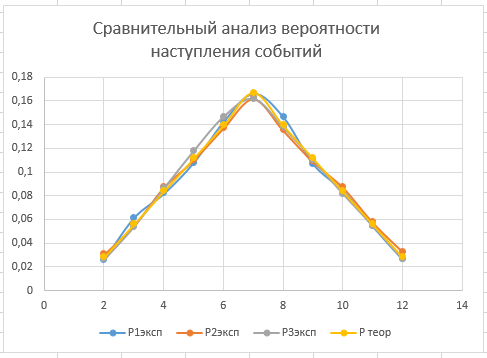 Сравнительный анализ вероятности
наступления событий
0,18
0,16
0,14
0,12
0,1
0,08
0,06
0,04
0,02
0
0 2 4 6 8 10 12 14
P1эксп P2эксп P3эксп P теор